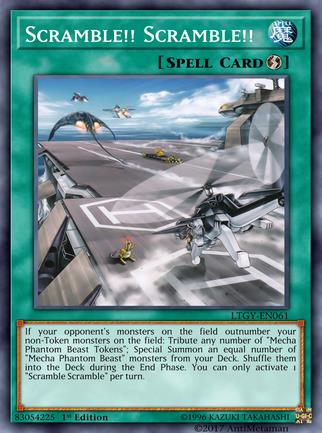 SCRAMBLE!! SCRAMBLE!!
[SPELL CARD]
LTGY-EN061
If your opponent's monsters on the field outnumber your
non-Token monsters on the field: Tribute any number of "Mecha
Phantom Beast Tokens"; Special Summon an equal number of
"Mecha Phantom Beast" monsters from your Deck. Shuffle them
into the Deck during the End Phase. You can only activate 1
"Scramble Scramble" per turn.
83054225 1st Edition ©1996 KAZUKI TAKAHASHI
©2017 AntiMetaman